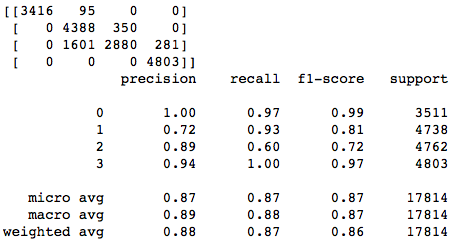 [[3416 95 0 0]
[ 0 4388 350 0]
[ 0 1601 2880 281]
[ 0 0 0 4803]]
precision recall f1-score support
0 1.00 0.97 0.99 3511
1 0.72 0.93 0.81 4738
2 0.89 0.60 0.72 4762
3 0.94 1.00 0.97 4803
micro avg 0.87 0.87 0.87 17814
macro avg 0.89 0.88 0.87 17814
weighted avg 0.88 0.87 0.86 17814